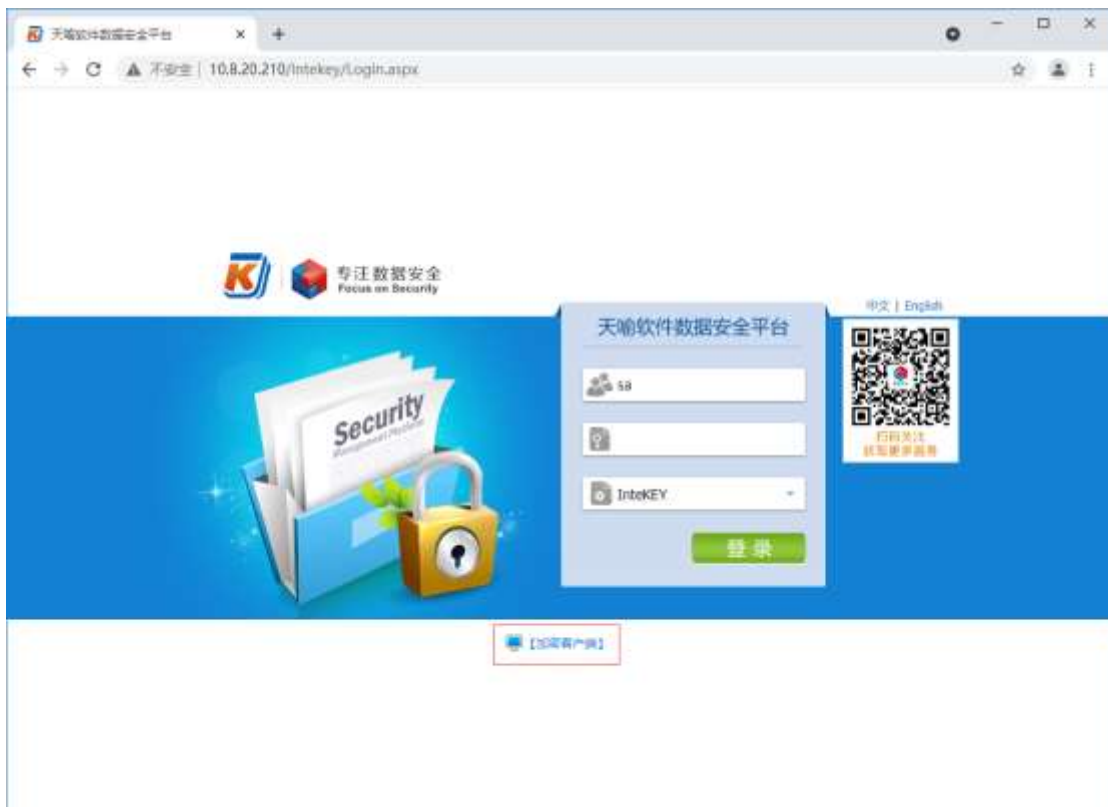 天喻软件数据安全平台
不安全 | 10.8.20.210/Intekey/Login.aspx
专注数据安全
Focus on Security
中文 | English
天喻软件数据安全平台
sa
InteKEY
登 录
Security
扫码关注
获取更多服务
【加密客户端】